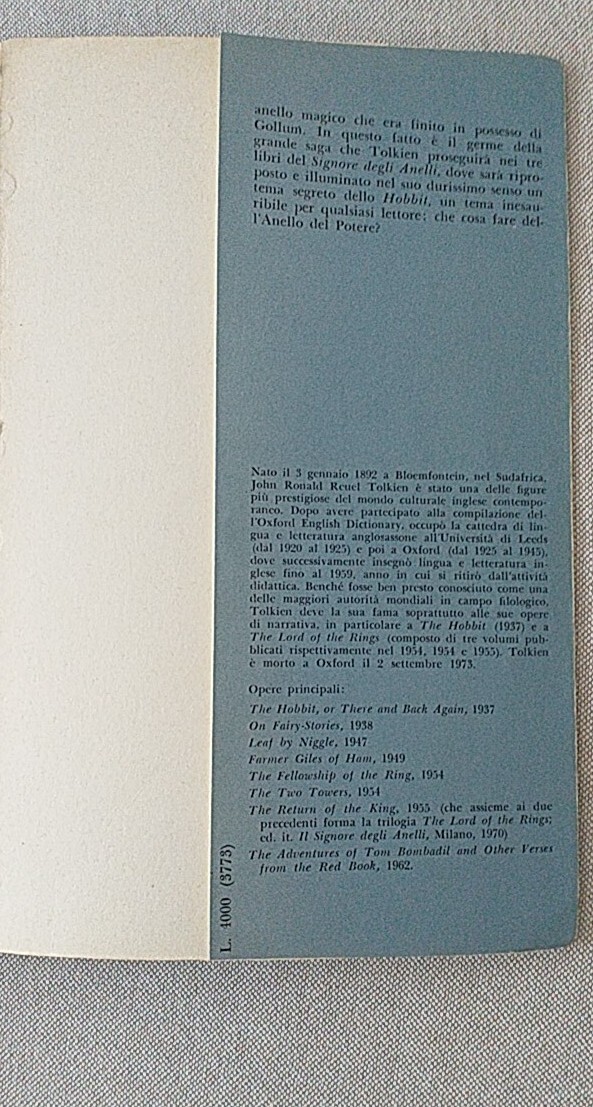 anello magico che era finito in possesso di
Gollum. In questo fatto è il germe della
grande saga che Tolkien proseguirà nei tre
libri del Signore degli Anelli, dove sarà ripro-
posto e illuminato nel suo durissimo senso un
tema segreto dello Hobbit, un tema inesau-
ribile per qualsiasi lettore: che cosa fare del-
l'Anello del Potere?
Nato il 3 gennaio 1892 a Bloemfontein, nel Sudafrica,
John Ronald Reuel Tolkien è stato una delle figure
più prestigiose del mondo culturale inglese contempo-
raneo. Dopo avere partecipato alla compilazione del-
l'Oxford English Dictionary, occupò la cattedra di lin-
gua e letteratura anglosassone all'Università di Leeds
(dal 1920 al 1925) e poi a Oxford (dal 1925 al 1945),
dove successivamente insegnò lingua e letteratura in-
glese fino al 1959, anno in cui si ritirò dall'attività
didattica. Benché fosse ben presto conosciuto come una
delle maggiori autorità mondiali in campo filologico,
Tolkien deve la sua fama soprattutto alle sue opere
di narrativa, in particolare a The Hobbit (1937) e a
The Lord of the Rings (composto di tre volumi pub-
blicati rispettivamente nel 1954, 1954 e 1955). Tolkien
è morto a Oxford il 2 settembre 1973.
Opere principali:
The Hobbit, or There and Back Again, 1937
On Fairy-Stories, 1938
Leaf by Niggle, 1947
Farmer Giles of Ham, 1949
The Fellowship of the Ring, 1954
The Two Towers, 1954
The Return of the King, 1955 (che assieme ai due
precedenti forma la trilogia The Lord of the Rings;
ed. it. Il Signore degli Anelli, Milano, 1970)
The Adventures of Tom Bombadil and Other Verses
from the Red Book, 1962.
L. 4000 (3773)